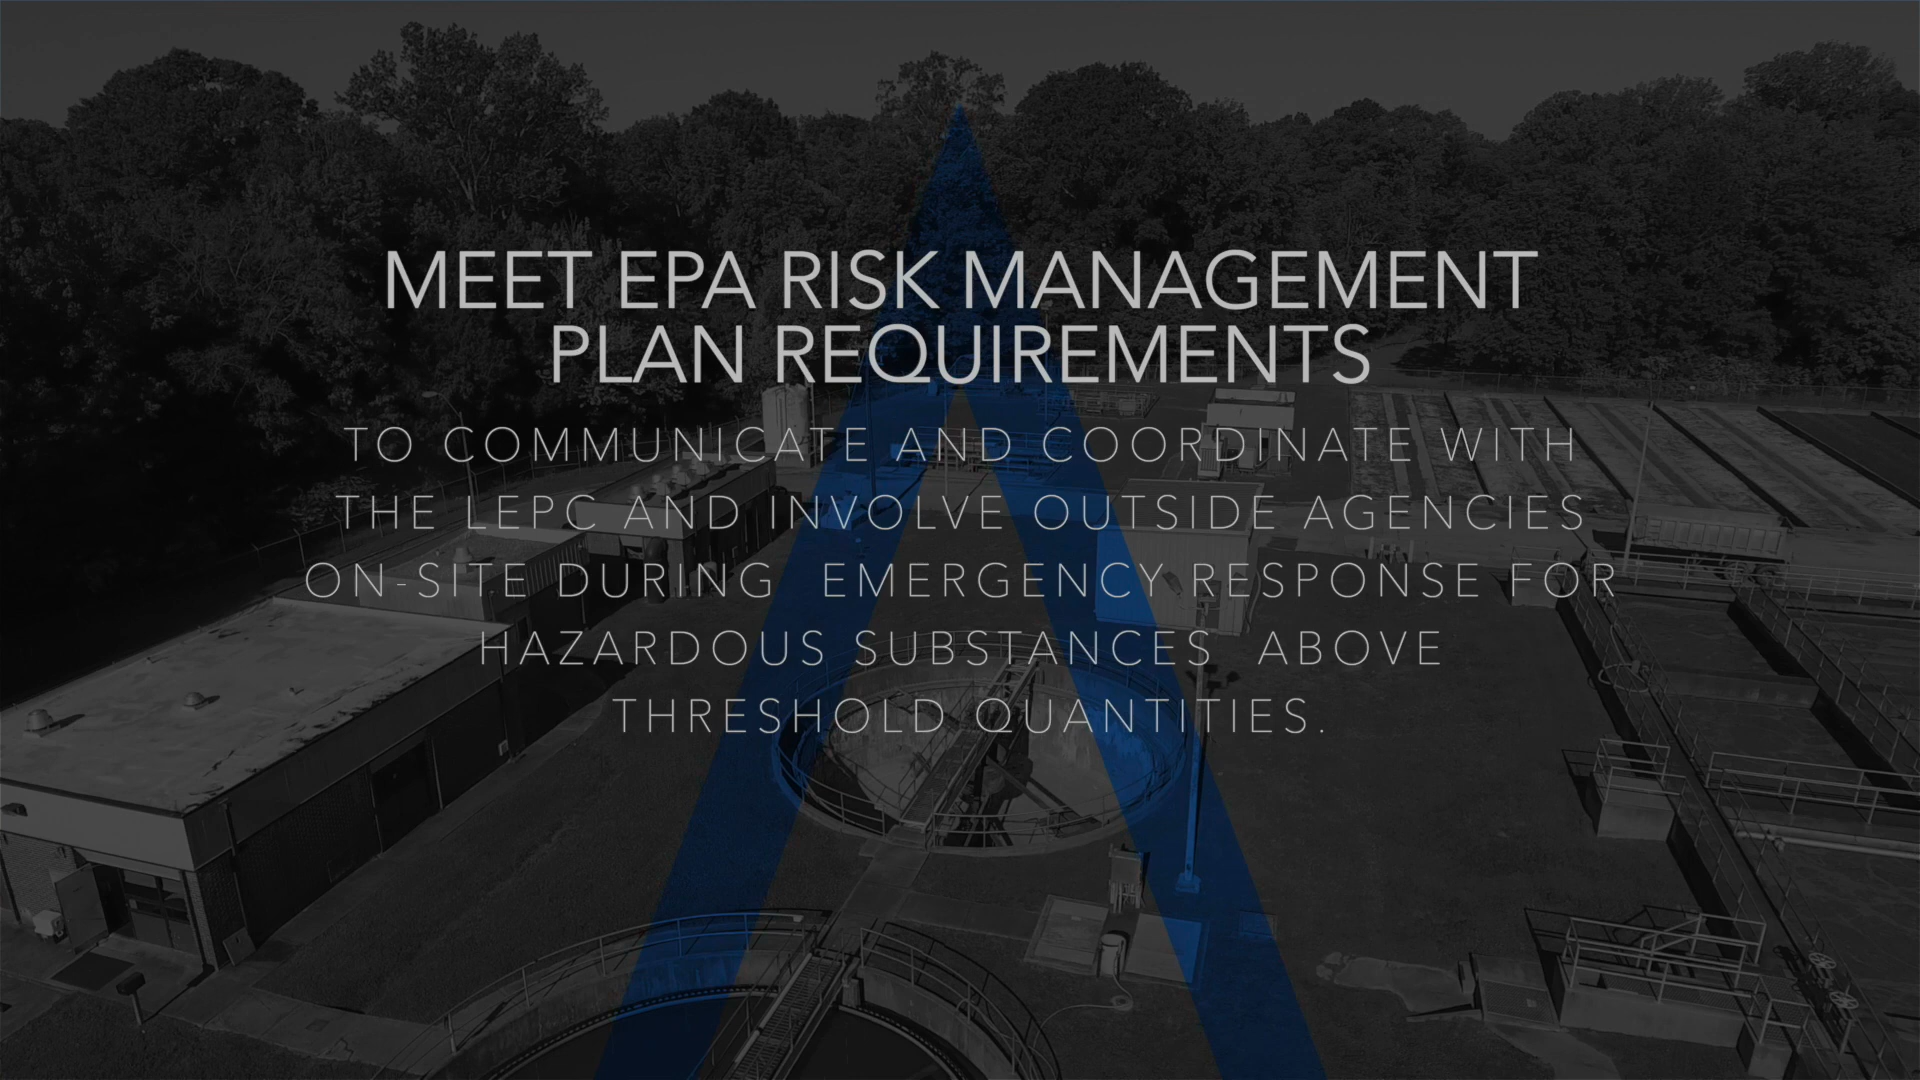 MEET EPA RISK MANAGEMENT
PLAN REQUIREMENTS
TO COMMUNICATE AND COORDINATE WITH
THE LEPC AND INVOLVE OUTSIDE AGENCIES
ON-SITE DURING EMERGENCY RESPONSE FOR
HAZARDOUS SUBSTANCES ABOVE
THRESHOLD QUANTITIES.